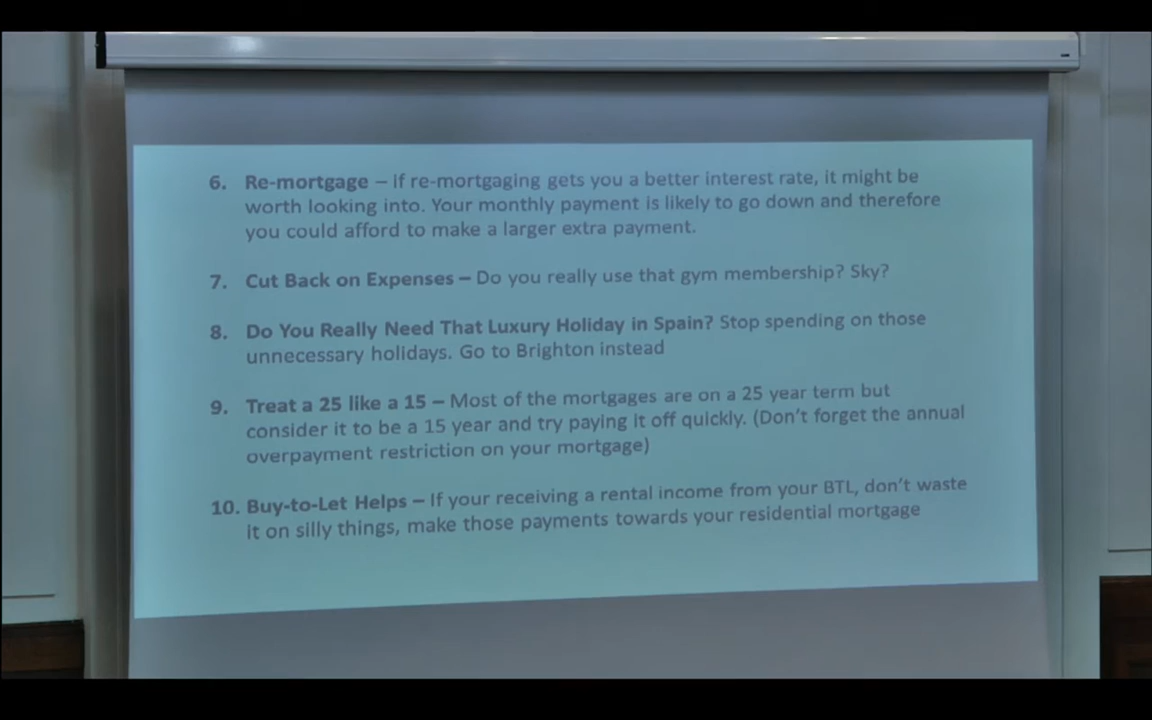 6. Re-mortgage – If re-mortgaging gets you a better interest rate, it might be
worth looking into. Your monthly payment is likely to go down and therefore
you could afford to make a larger extra payment.
7. Cut Back on Expenses – Do you really use that gym membership? Sky?
8. Do You Really Need That Luxury Holiday in Spain? Stop spending on those
unnecessary holidays. Go to Brighton instead
9. Treat a 25 like a 15 – Most of the mortgages are on a 25 year term but
consider it to be a 15 year and try paying it off quickly. (Don't forget the annual
overpayment restriction on your mortgage)
10. Buy-to-Let Helps – If your receiving a rental income from your BTL, don't waste
it on silly things, make those payments towards your residential mortgage